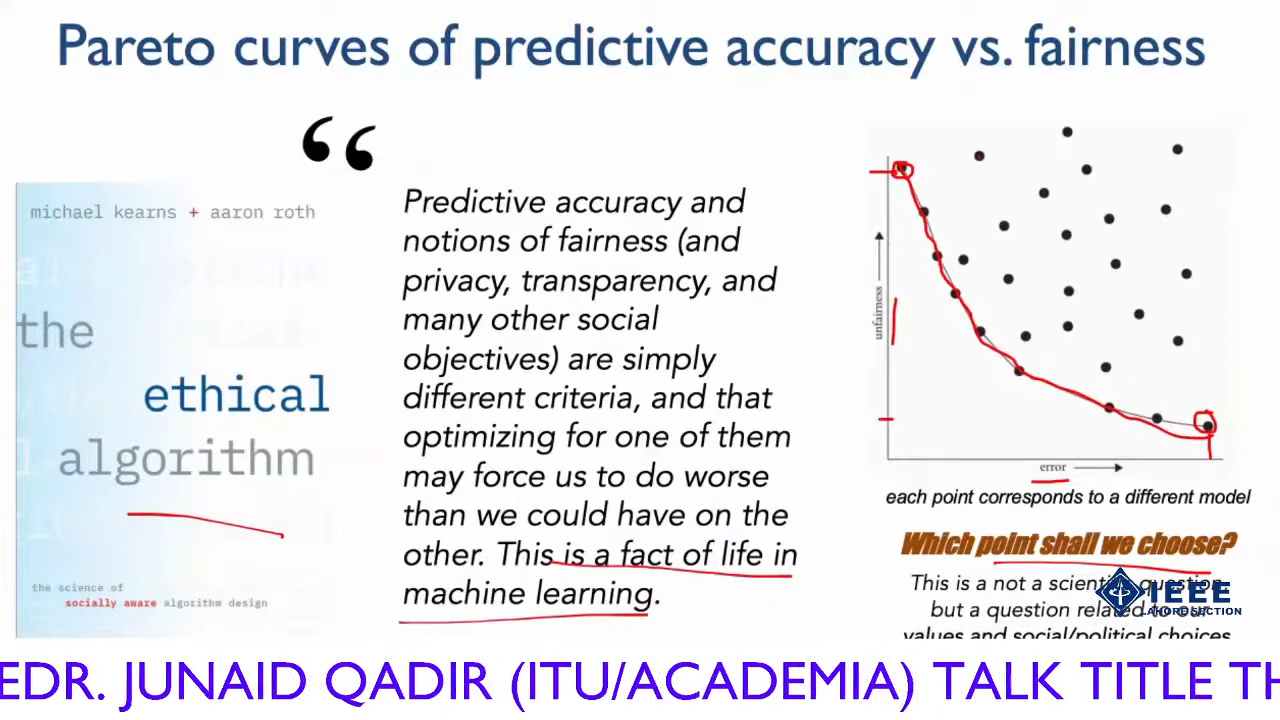 Pareto curves of predictive accuracy vs. fairness
“
michael kearns + aaron roth
the
ethical
algorithm
the science of
socially aware algorithm design
Predictive accuracy and
notions of fairness (and
privacy, transparency, and
many other social
objectives) are simply
different criteria, and that
optimizing for one of them
may force us to do worse
than we could have on the
other. This is a fact of life in
machine learning.
unfairness
error
each point corresponds to a different model
Which point shall we choose?
This is a not a scientific question
but a question related to our
values and social/political choices
IEEE
LAHORE SECTION
EDR. JUNAID QADIR (ITU/ACADEMIA) TALK TITLE TH